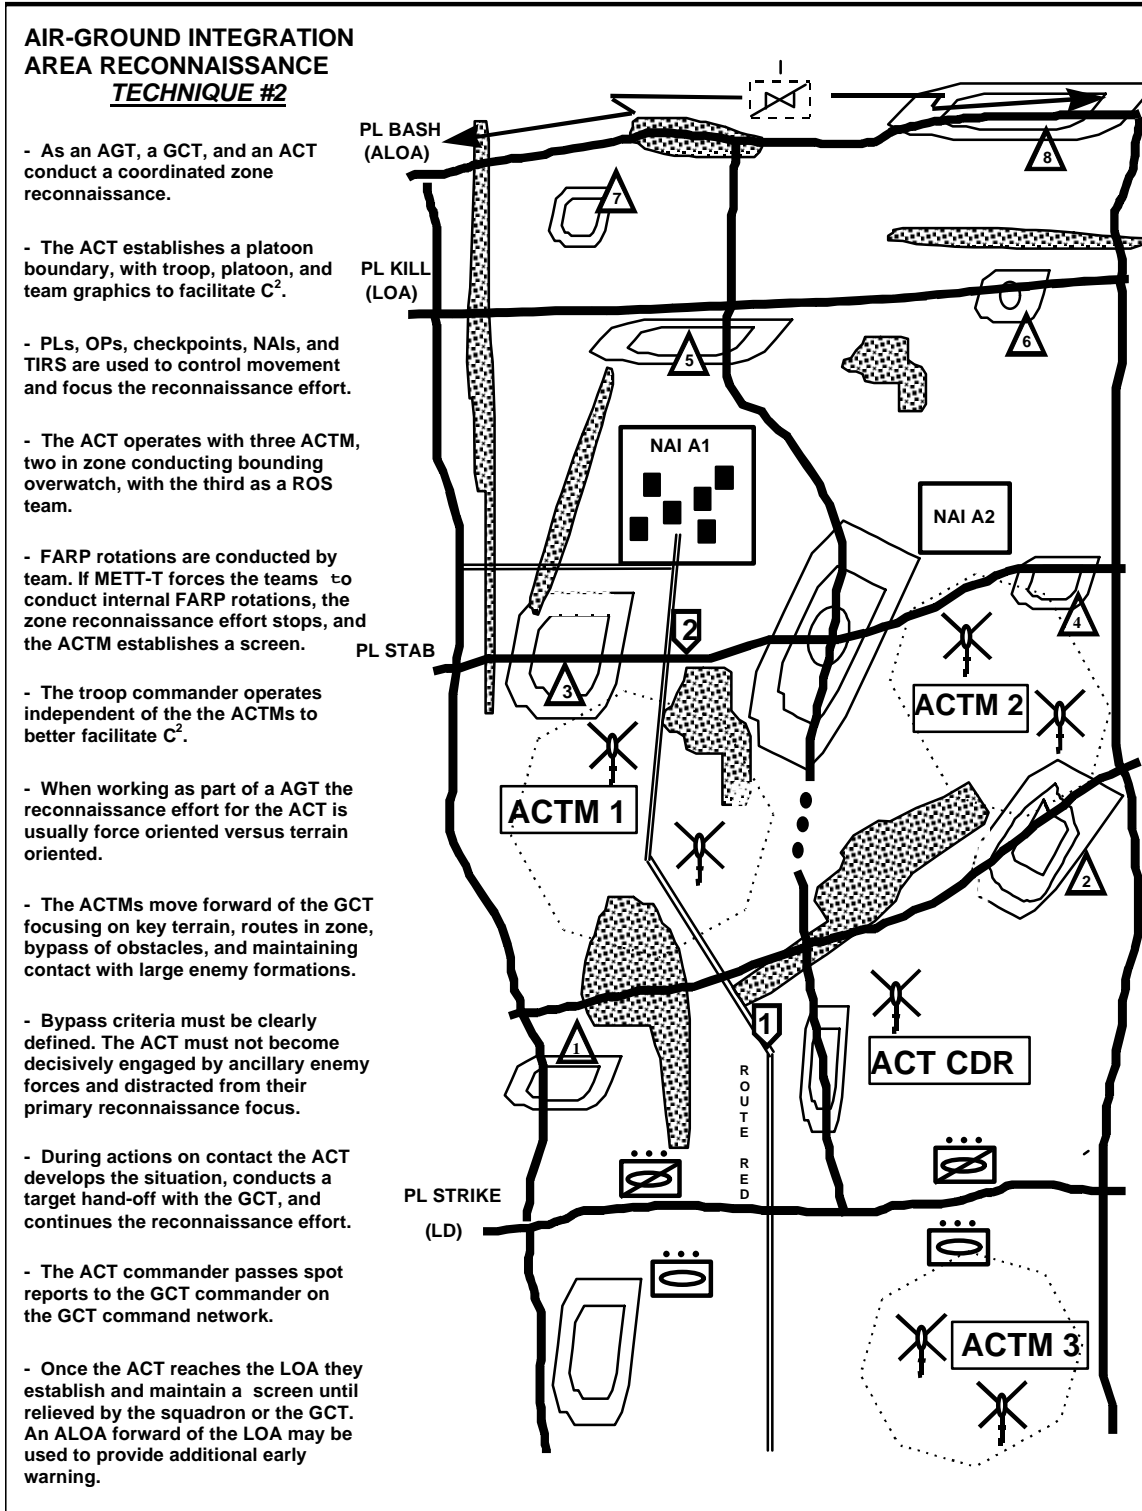 AIR-GROUND INTEGRATION
AREA RECONNAISSANCE
TECHNIQUE #2
- As an AGT, a GCT, and an ACT
conduct a coordinated zone
reconnaissance.
- The ACT establishes a platoon
boundary, with troop, platoon, and
team graphics to facilitate C².
- PLs, OPs, checkpoints, NAIs, and
TIRS are used to control movement
and focus the reconnaissance effort.
- The ACT operates with three ACTM,
two in zone conducting bounding
overwatch, with the third as a ROS
team.
- FARP rotations are conducted by
team. If METT-T forces the teams to
conduct internal FARP rotations, the
zone reconnaissance effort stops, and
the ACTM establishes a screen.
- The troop commander operates
independent of the the ACTMs to
better facilitate C².
- When working as part of a AGT the
reconnaissance effort for the ACT is
usually force oriented versus terrain
oriented.
- The ACTMs move forward of the GCT
focusing on key terrain, routes in zone,
bypass of obstacles, and maintaining
contact with large enemy formations.
- Bypass criteria must be clearly
defined. The ACT must not become
decisively engaged by ancillary enemy
forces and distracted from their
primary reconnaissance focus.
- During actions on contact the ACT
develops the situation, conducts a
target hand-off with the GCT, and
continues the reconnaissance effort.
- The ACT commander passes spot
reports to the GCT commander on
the GCT command network.
- Once the ACT reaches the LOA they
establish and maintain a screen until
relieved by the squadron or the GCT.
An ALOA forward of the LOA may be
used to provide additional early
warning.
PL BASH
(ALOA)
8
7
PL KILL
(LOA)
6
5
NAI A1
NAI A2
4
2
PL STAB
3
ACTM 2
ACTM 1
2
1
1
ACT CDR
ROUTE RED
PL STRIKE
(LD)
ACTM 3